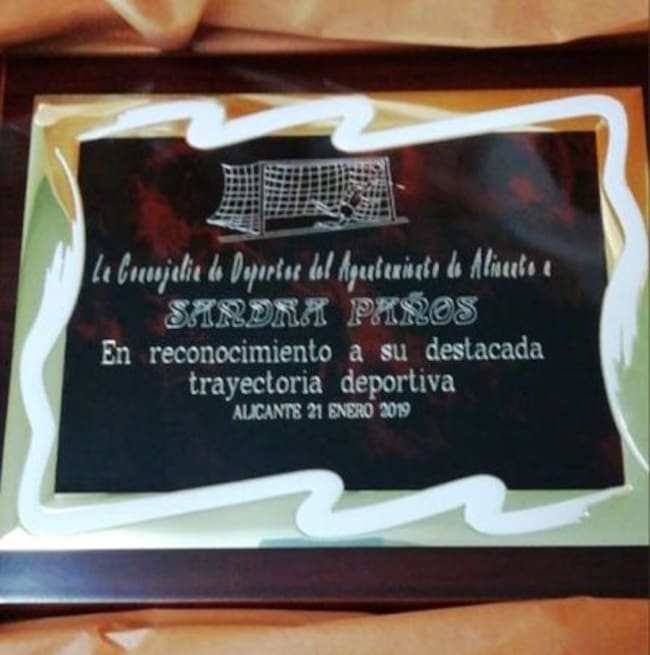 La Concejalia de Deportes del Ayuntamiento de Alicante a
SANDRA PAÑOS
En reconocimiento a su destacada
trayectoria deportiva
ALICANTE 21 ENERO 2019